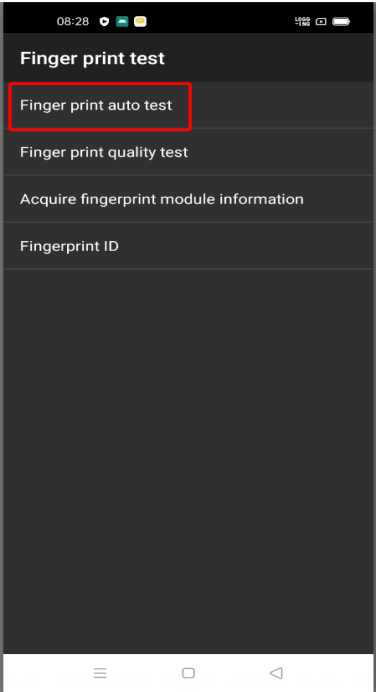 08:28
Finger print test
Finger print auto test
Finger print quality test
Acquire fingerprint module information
Fingerprint ID